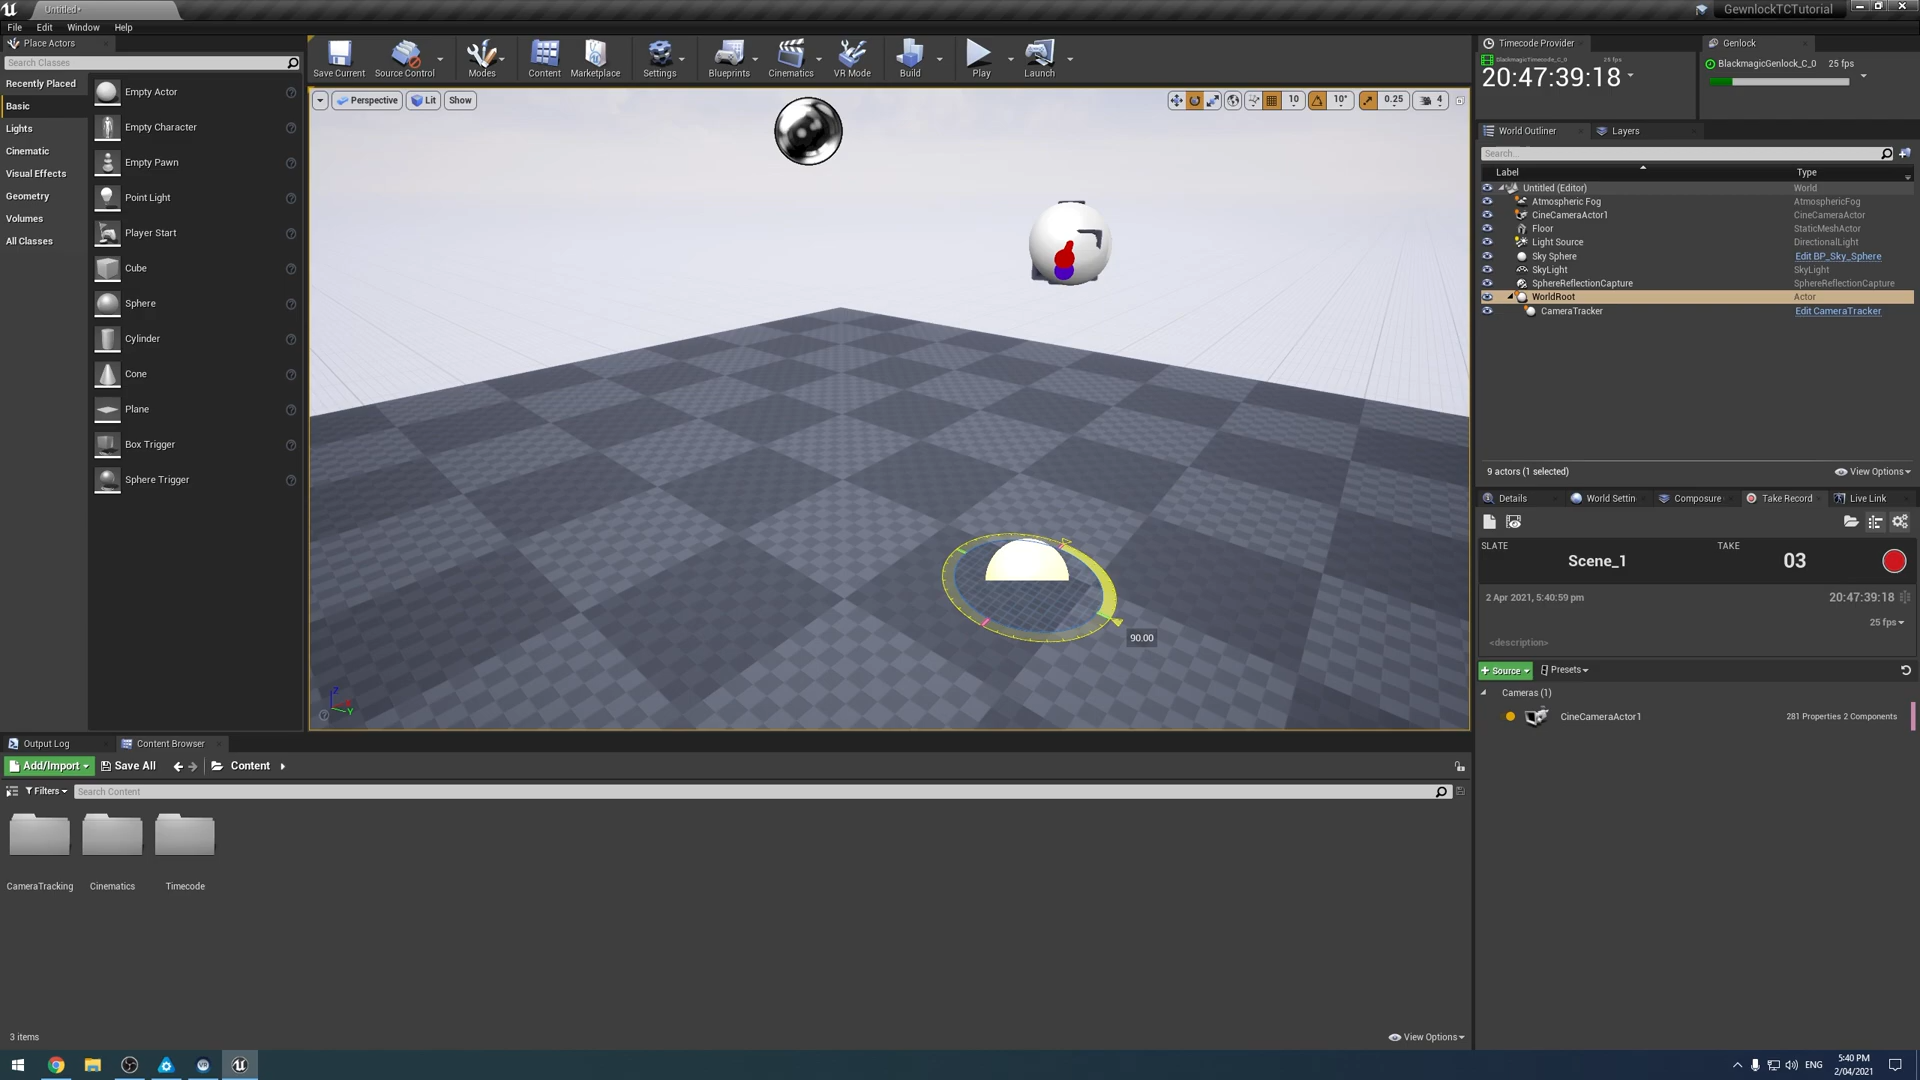 Untitled*
GewnlockTCTutorial
File Edit Window Help
Place Actors
Search Classes
Recently Placed
Basic
Lights
Cinematic
Visual Effects
Geometry
Volumes
All Classes
Empty Actor
Empty Character
Empty Pawn
Point Light
Player Start
Cube
Sphere
Cylinder
Cone
Plane
Box Trigger
Sphere Trigger
Save Current
Source Control
Modes
Content
Marketplace
Settings
Blueprints
Cinematics
VR Mode
Build
Play
Launch
Perspective
Lit
Show
10
10°
0.25
4
90.00
Z
Y
Timecode Provider
BlackmagicTimecode_C_0 25 fps
20:47:39:18
Genlock
BlackmagicGenlock_C_0 25 fps
World Outliner
Layers
Search...
Label Type
Untitled (Editor) World
Atmospheric Fog AtmosphericFog
CineCameraActor1 CineCameraActor
Floor StaticMeshActor
Light Source DirectionalLight
Sky Sphere Edit BP_Sky_Sphere
SkyLight SkyLight
SphereReflectionCapture SphereReflectionCapture
WorldRoot Actor
CameraTracker Edit CameraTracker
9 actors (1 selected)
View Options
Details
World Settin
Composure
Take Record
Live Link
SLATE
Scene_1
TAKE
03
2 Apr 2021, 5:40:59 pm
20:47:39:18
25 fps
<description>
+ Source
Presets
Cameras (1)
CineCameraActor1
281 Properties 2 Components
Output Log
Content Browser
Add/Import
Save All
Content
Filters
Search Content
CameraTracking
Cinematics
Timecode
3 items
View Options
ENG
5:40 PM
2/04/2021